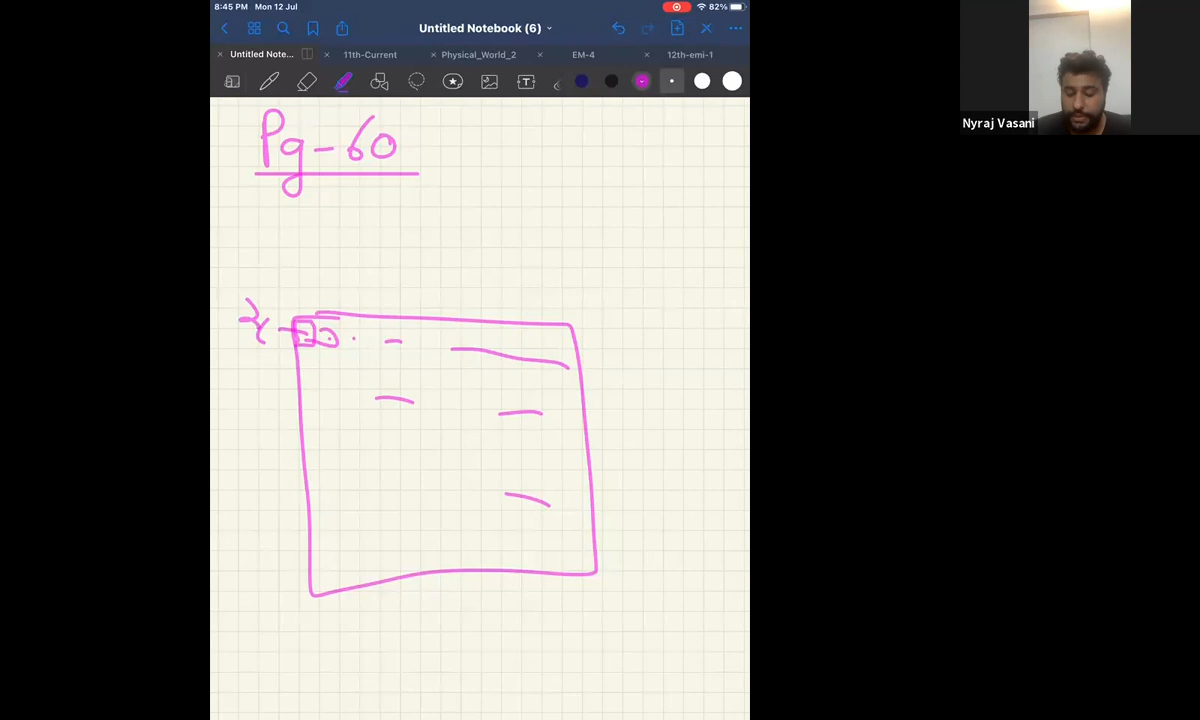 8:45 PM Mon 12 Jul
82%
Untitled Notebook (6)
Untitled Note...
11th-Current
Physical_World_2
EM-4
12th-emi-1
Pg-60
Nyraj Vasani